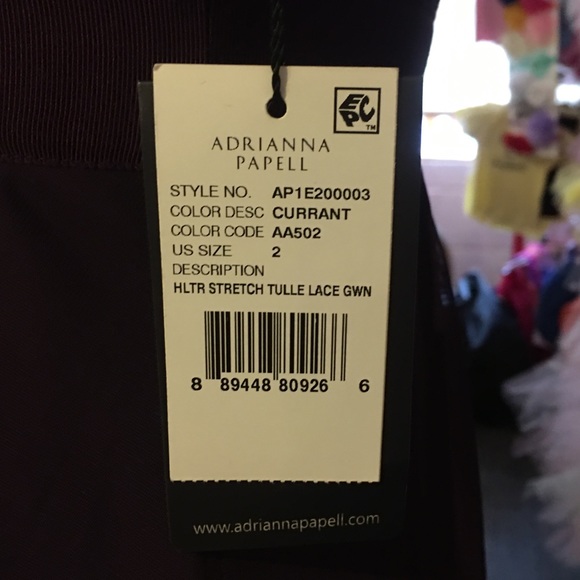 EPC™
ADRIANNA
PAPELL
STYLE NO. AP1E200003
COLOR DESC CURRANT
COLOR CODE AA502
US SIZE 2
DESCRIPTION
HLTR STRETCH TULLE LACE GWN
8 89448 80926 6
www.adriannapapell.com